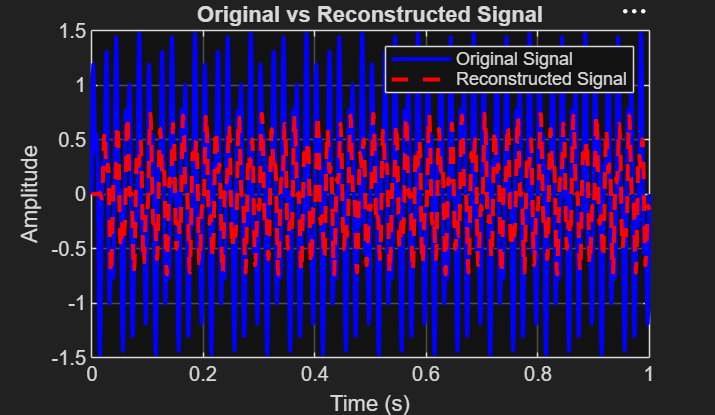 Original vs Reconstructed Signal
1.5
Original Signal
Reconstructed Signal
1
0.5
0
-0.5
-1
-1.5
Amplitude
0 0.2 0.4 0.6 0.8 1
Time (s)